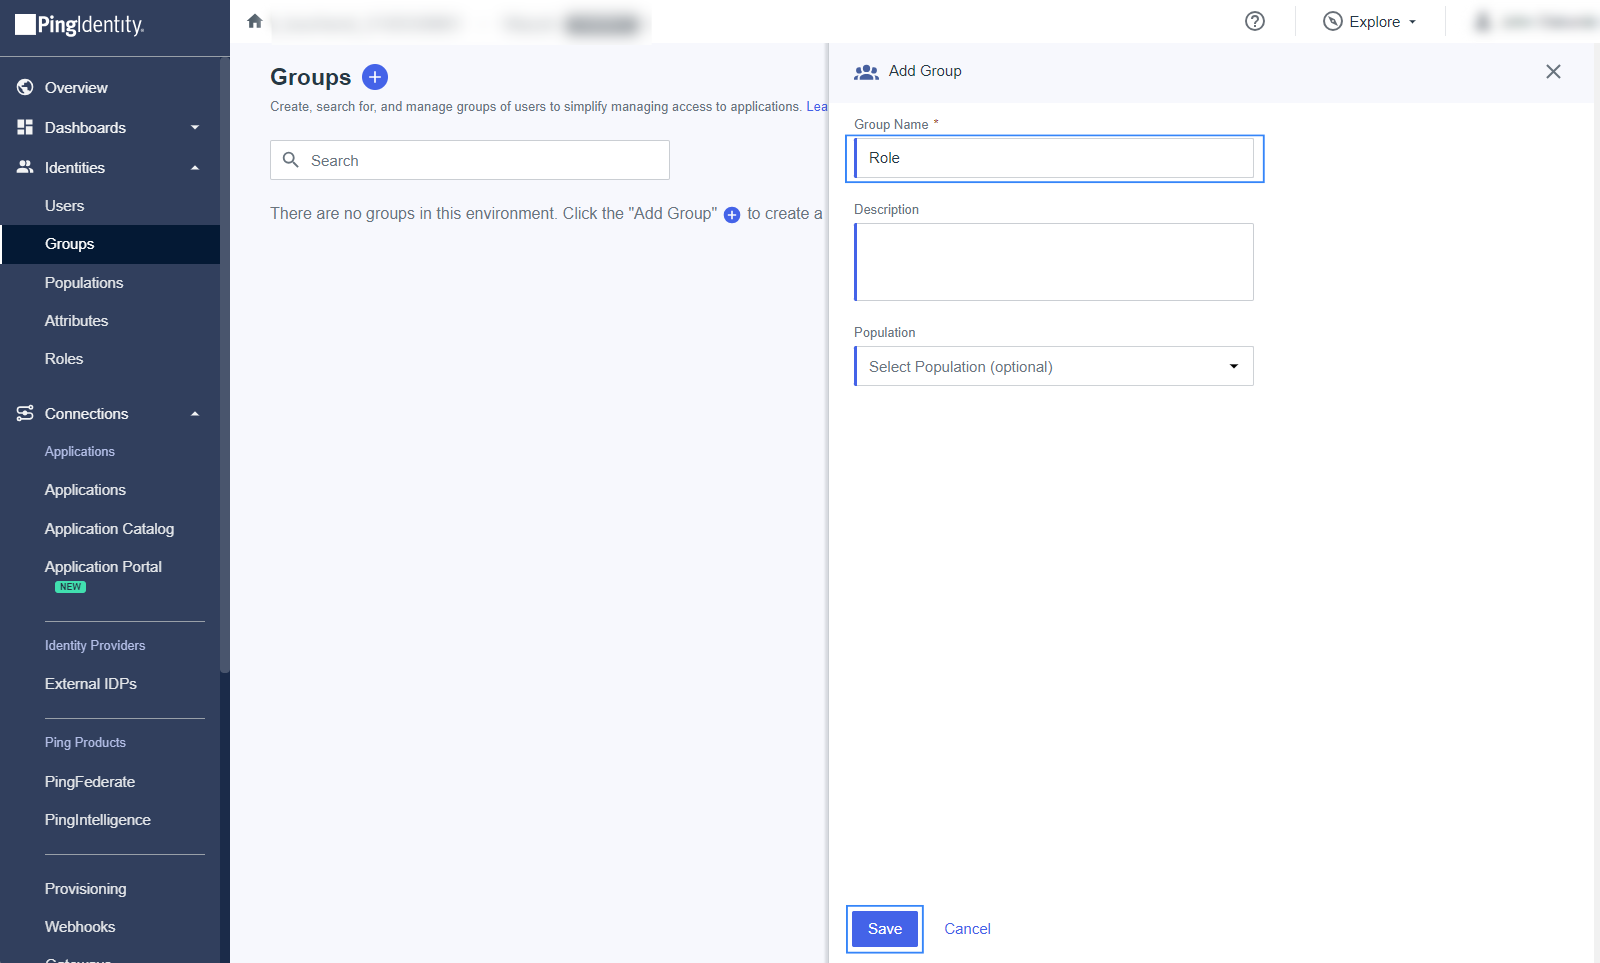 PingIdentity.
Explore
Overview
Dashboards
Identities
Users
Groups
Populations
Attributes
Roles
Connections
Applications
Applications
Application Catalog
Application Portal
NEW
Identity Providers
External IDPs
Ping Products
PingFederate
PingIntelligence
Provisioning
Webhooks
Gateways
Groups
Create, search for, and manage groups of users to simplify managing access to applications. Lea
Search
There are no groups in this environment. Click the "Add Group" + to create a
Add Group
Group Name *
Role
Description
Population
Select Population (optional)
Save Cancel